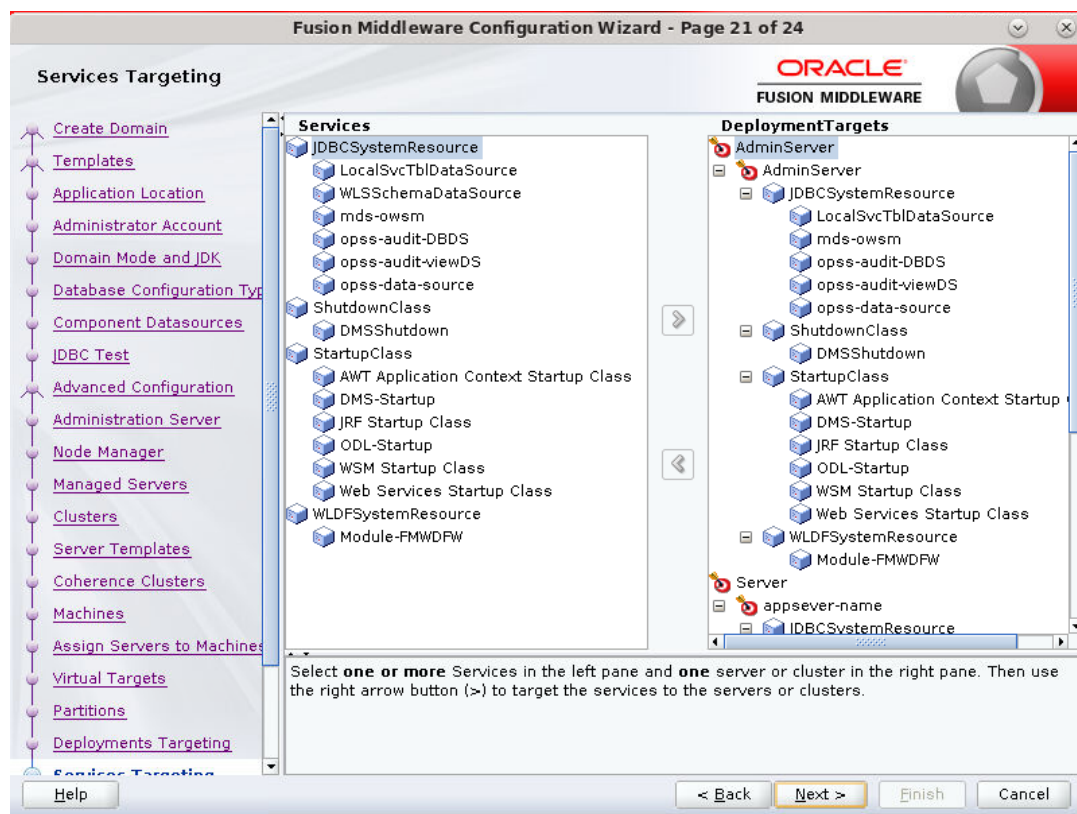 Fusion Middleware Configuration Wizard - Page 21 of 24
Services Targeting
ORACLE
FUSION MIDDLEWARE
Create Domain
Templates
Application Location
Administrator Account
Domain Mode and JDK
Database Configuration Typ
Component Datasources
JDBC Test
Advanced Configuration
Administration Server
Node Manager
Managed Servers
Clusters
Server Templates
Coherence Clusters
Machines
Assign Servers to Machines
Virtual Targets
Partitions
Deployments Targeting
Services Targeting
Services
JDBCSystemResource
LocalSvcTblDataSource
WLSSchemaDataSource
mds-owsm
opss-audit-DBDS
opss-audit-viewDS
opss-data-source
ShutdownClass
DMSShutdown
StartupClass
AWT Application Context Startup Class
DMS-Startup
JRF Startup Class
ODL-Startup
WSM Startup Class
Web Services Startup Class
WLDFSystemResource
Module-FMWDFW
DeploymentTargets
AdminServer
AdminServer
JDBCSystemResource
LocalSvcTblDataSource
mds-owsm
opss-audit-DBDS
opss-audit-viewDS
opss-data-source
ShutdownClass
DMSShutdown
StartupClass
AWT Application Context Startup
DMS-Startup
JRF Startup Class
ODL-Startup
WSM Startup Class
Web Services Startup Class
WLDFSystemResource
Module-FMWDFW
Server
appsever-name
JDBCSystemResource
Select one or more Services in the left pane and one server or cluster in the right pane. Then use
the right arrow button (>) to target the services to the servers or clusters.
Help
< Back
Next >
Finish
Cancel